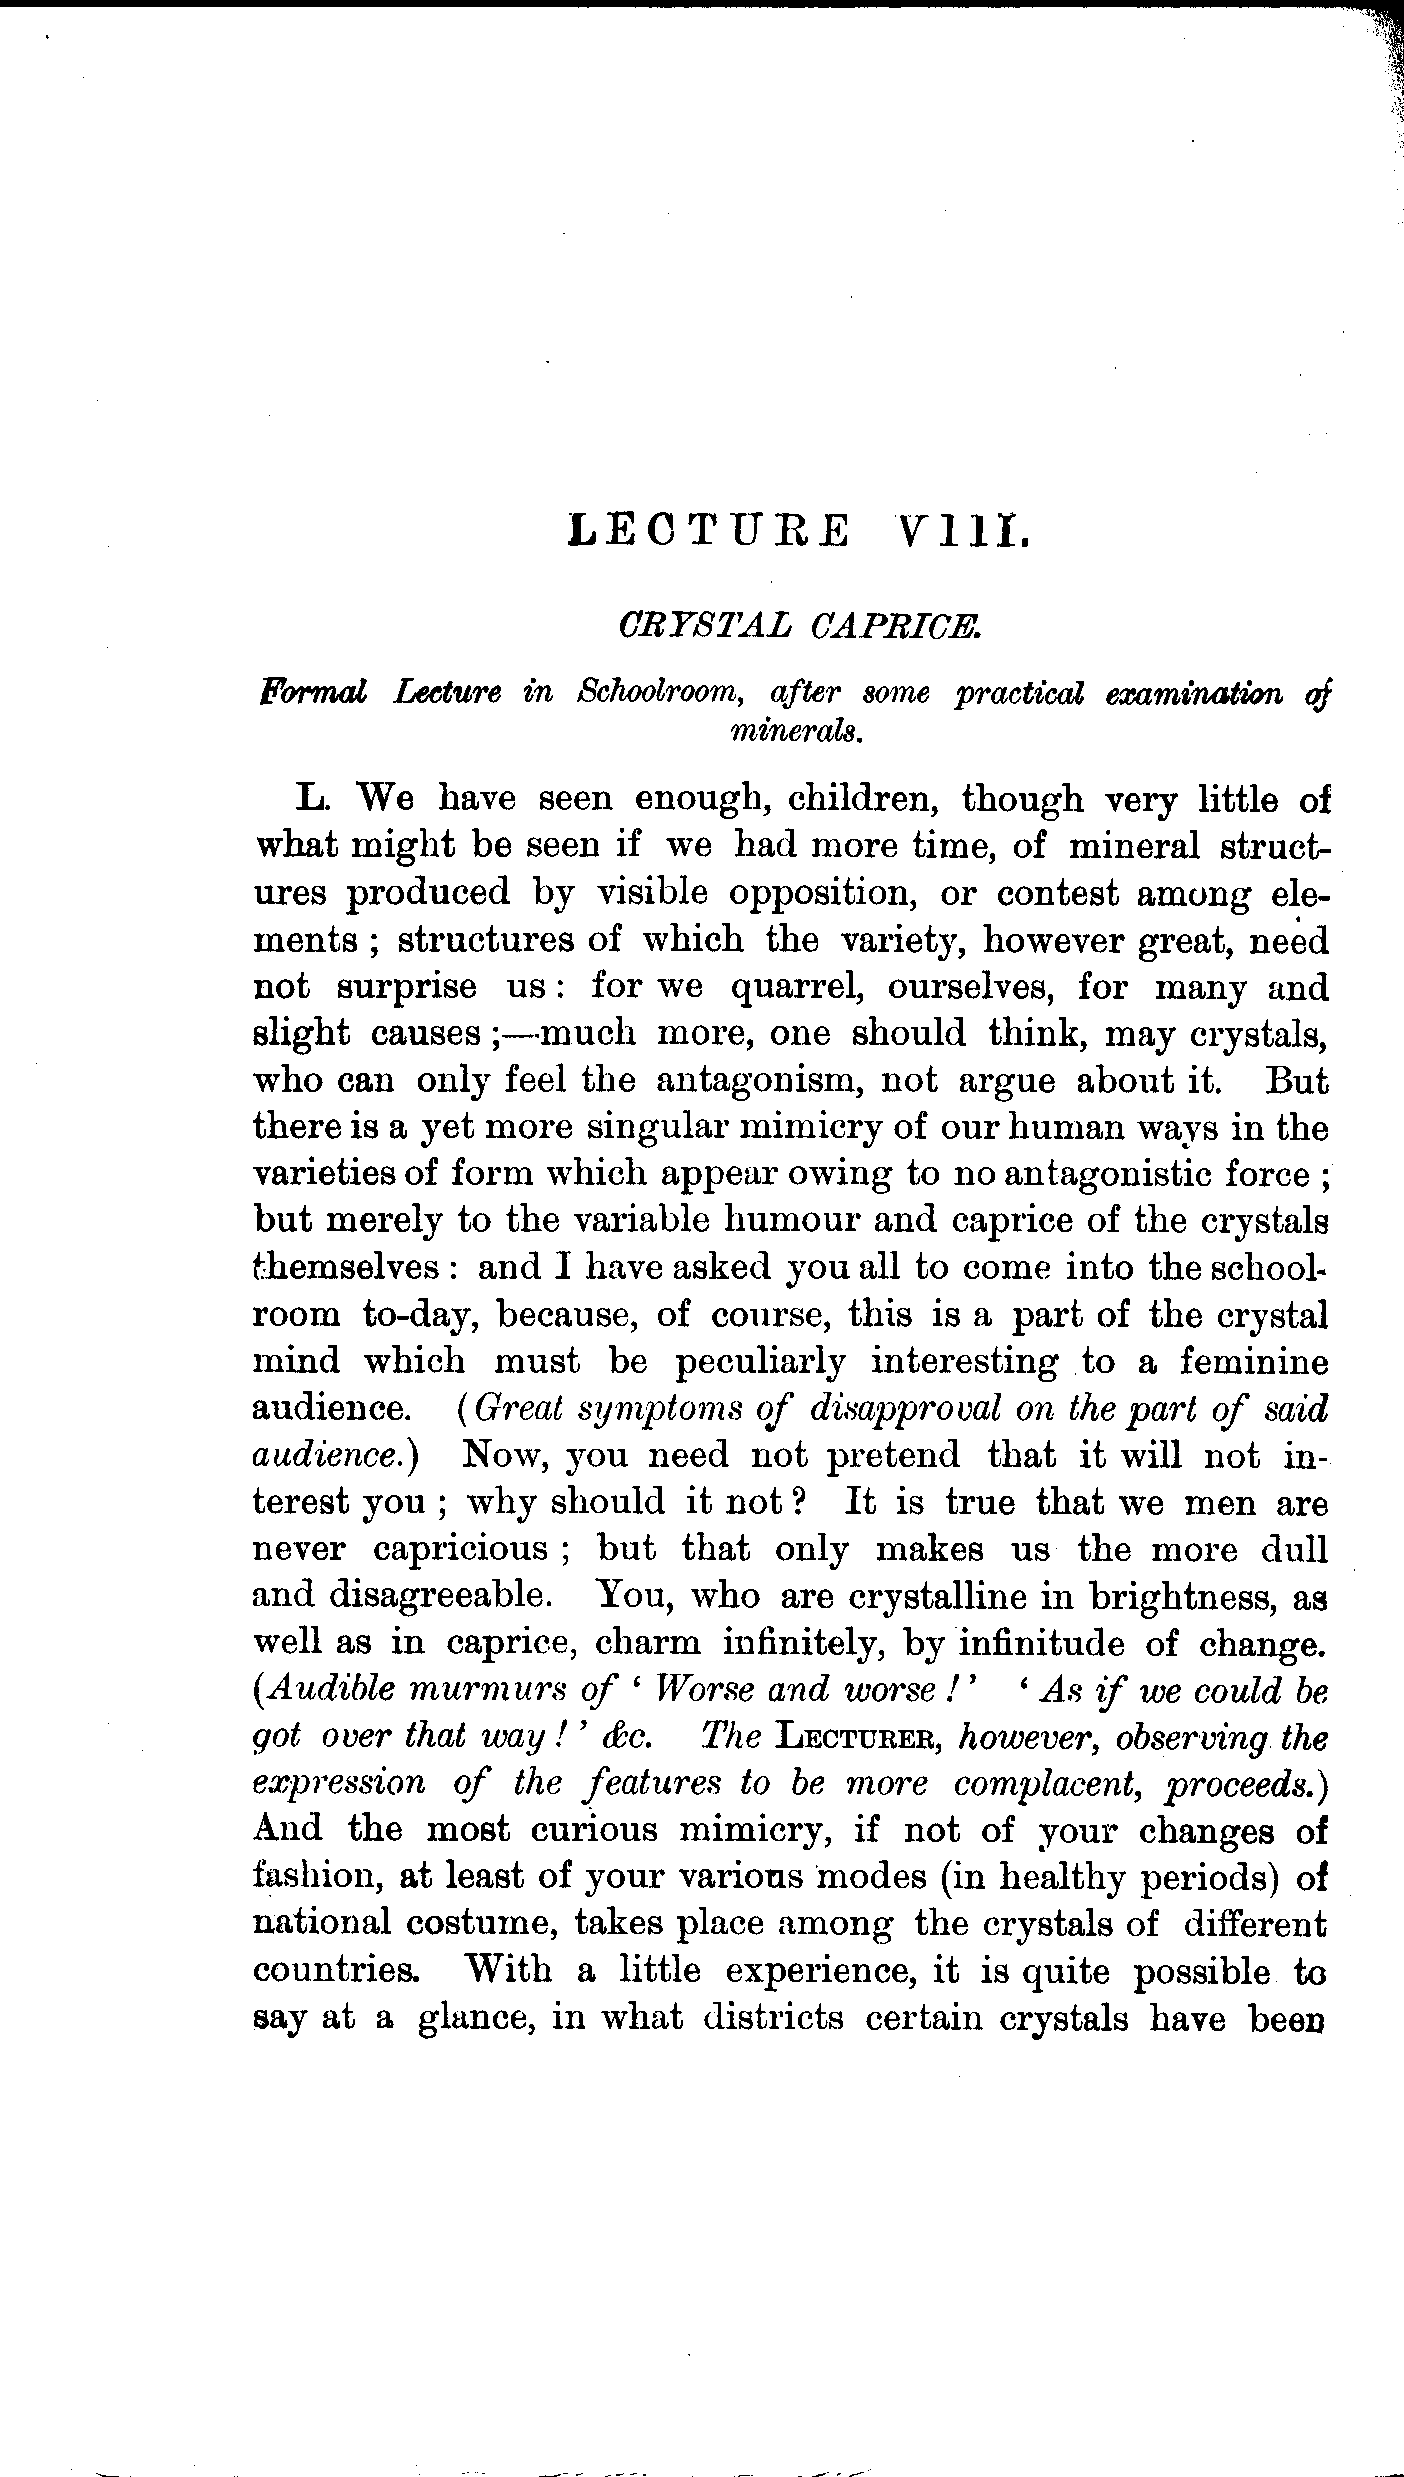 LECTURE VIII.
CRYSTAL CAPRICE.
Formal Lecture in Schoolroom, after some practical examination of
minerals.
L. We have seen enough, children, though very little of
what might be seen if we had more time, of mineral struct-
ures produced by visible opposition, or contest among ele-
ments ; structures of which the variety, however great, need
not surprise us : for we quarrel, ourselves, for many and
slight causes ;—much more, one should think, may crystals,
who can only feel the antagonism, not argue about it. But
there is a yet more singular mimicry of our human ways in the
varieties of form which appear owing to no antagonistic force ;
but merely to the variable humour and caprice of the crystals
themselves : and I have asked you all to come into the school-
room to-day, because, of course, this is a part of the crystal
mind which must be peculiarly interesting to a feminine
audience. (Great symptoms of disapproval on the part of said
audience.) Now, you need not pretend that it will not in-
terest you ; why should it not ? It is true that we men are
never capricious ; but that only makes us the more dull
and disagreeable. You, who are crystalline in brightness, as
well as in caprice, charm infinitely, by infinitude of change.
(Audible murmurs of ‘ Worse and worse ! ’ ‘ As if we could be
got over that way ! ’ &c. The LECTURER, however, observing the
expression of the features to be more complacent, proceeds.)
And the most curious mimicry, if not of your changes of
fashion, at least of your various modes (in healthy periods) of
national costume, takes place among the crystals of different
countries. With a little experience, it is quite possible to
say at a glance, in what districts certain crystals have been